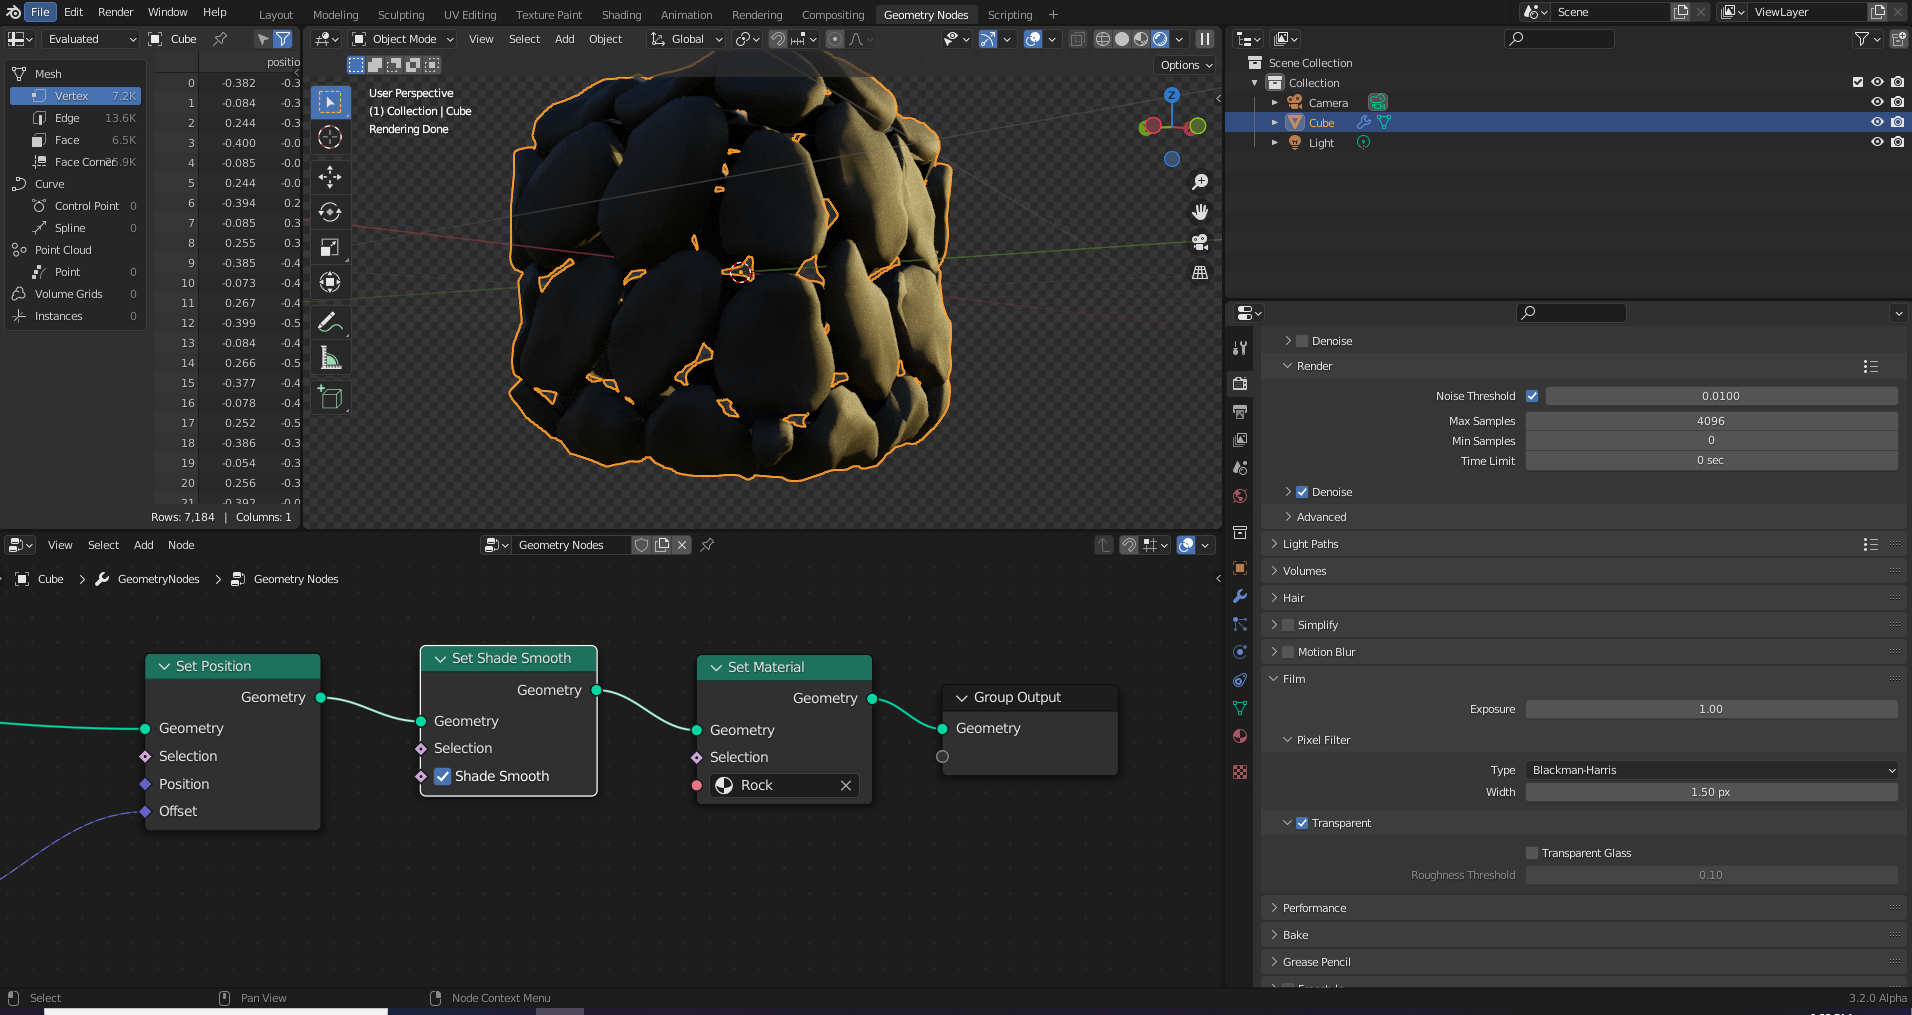 File Edit Render Window Help Layout Modeling Sculpting UV Editing Texture Paint Shading Animation Rendering Compositing Geometry Nodes Scripting + Scene ViewLayer
Evaluated Cube
Object Mode View Select Add Object Global
Options
positio
Mesh
Vertex 7.2K
Edge 13.6K
Face 6.5K
Face Corner
Curve
Control Point 0
Spline 0
Point Cloud
Point 0
Volume Grids 0
Instances 0
0 -0.382 -0.3
1 -0.084 -0.3
2 0.244 -0.3
3 -0.400 -0.0
4 -0.085 -0.0
5 0.244 -0.0
6 -0.394 0.2
7 -0.085 0.3
8 0.255 0.3
9 -0.385 -0.4
10 -0.073 -0.4
11 0.267 -0.4
12 -0.399 -0.5
13 -0.084 -0.4
14 0.266 -0.5
15 -0.377 -0.4
16 -0.078 -0.4
17 0.252 -0.5
18 -0.386 -0.3
19 -0.054 -0.3
20 0.256 -0.3
21 -0.392 -0.0
Rows: 7,184 | Columns: 1
User Perspective
(1) Collection | Cube
Rendering Done
Z
Scene Collection
Collection
Camera
Cube
Light
Denoise
Render
Noise Threshold 0.0100
Max Samples 4096
Min Samples 0
Time Limit 0 sec
Denoise
Advanced
Light Paths
Volumes
Hair
Simplify
Motion Blur
Film
Exposure 1.00
Pixel Filter
Type Blackman-Harris
Width 1.50 px
Transparent
Transparent Glass
Roughness Threshold 0.10
Performance
Bake
Grease Pencil
View Select Add Node Geometry Nodes
Cube > GeometryNodes > Geometry Nodes
Set Position
Geometry
Geometry
Selection
Position
Offset
Set Shade Smooth
Geometry
Geometry
Selection
Shade Smooth
Set Material
Geometry
Geometry
Selection
Rock
Group Output
Geometry
Select Pan View Node Context Menu 3.2.0 Alpha